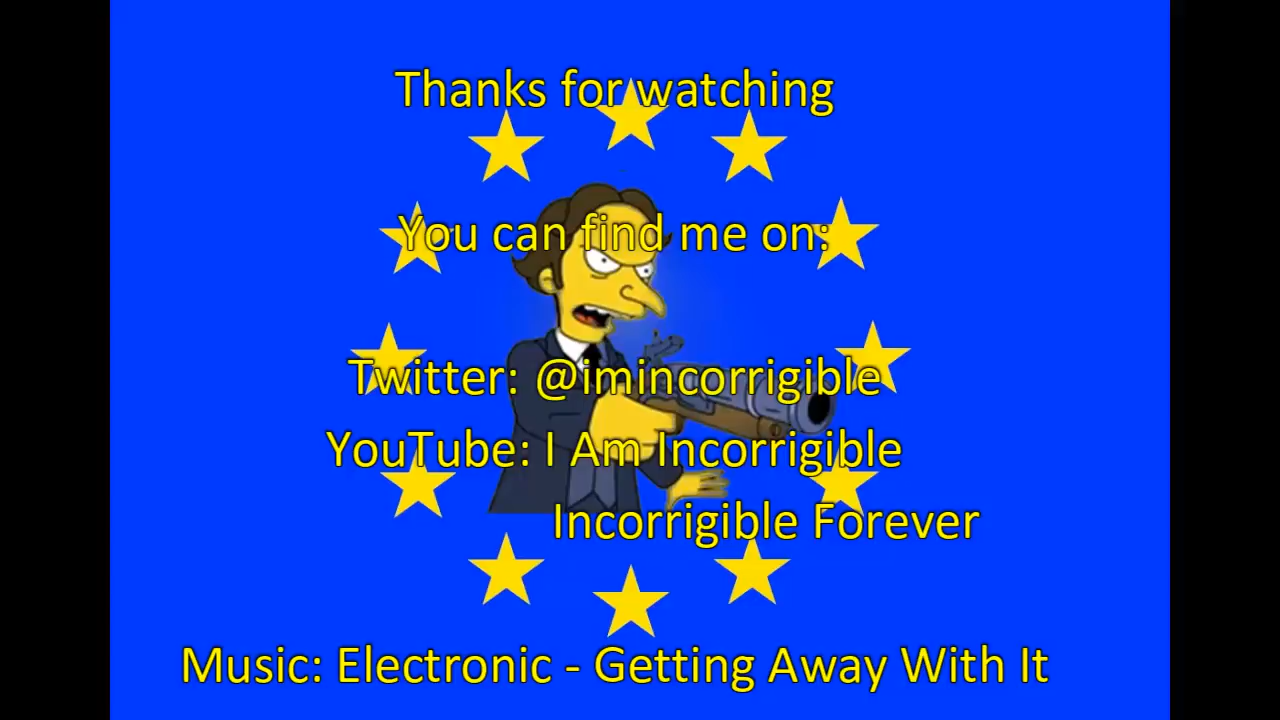 Thanks for watching
You can find me on:
Twitter: @imincorrigible
YouTube: I Am Incorrigible
Incorrigible Forever
Music: Electronic - Getting Away With It